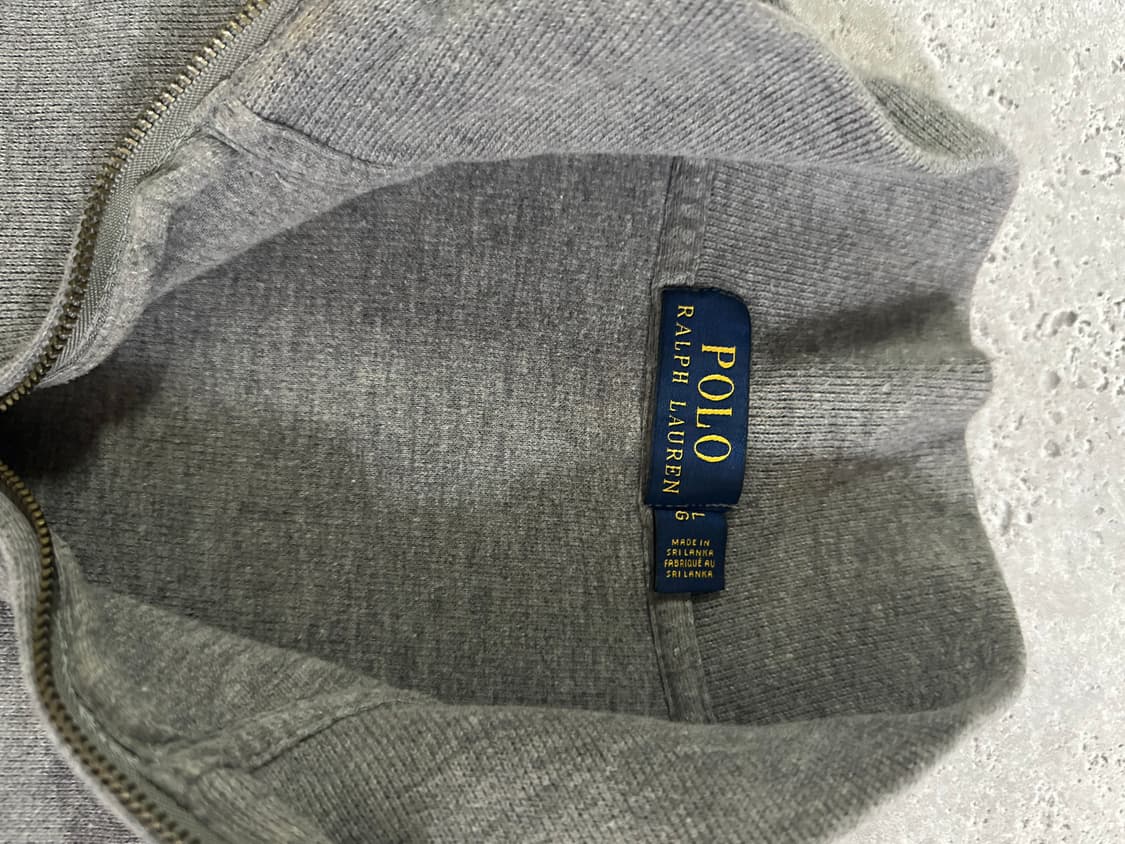 POLO
RALPH LAUREN
L
G
MADE IN
SRI LANKA
FABRIQUÉ AU
SRI LANKA